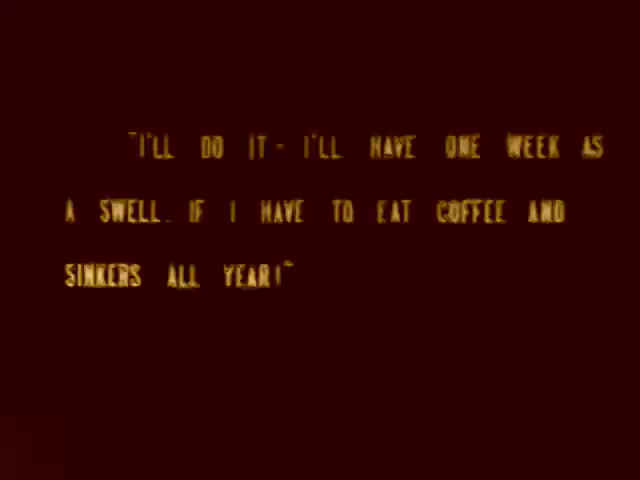 "I'LL DO IT - I'LL HAVE ONE WEEK AS
A SWELL, IF I HAVE TO EAT COFFEE AND
SINKERS ALL YEAR!"